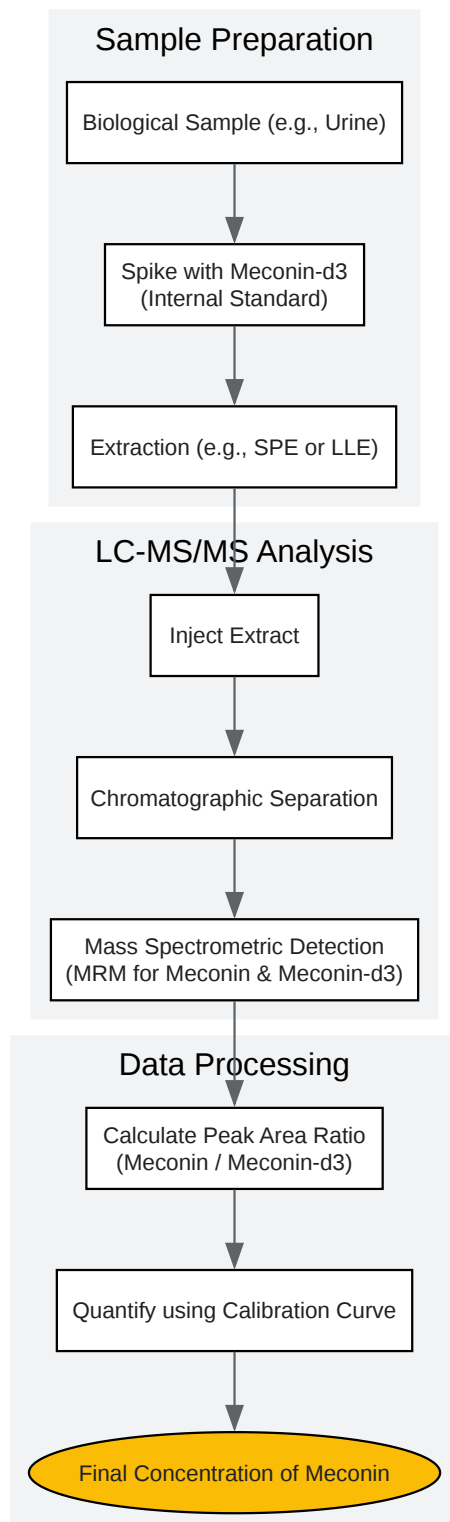 Sample Preparation
Biological Sample (e.g., Urine)
Spike with Meconin-d3
(Internal Standard)
Extraction (e.g., SPE or LLE)
LC-MS/MS Analysis
Inject Extract
Chromatographic Separation
Mass Spectrometric Detection
(MRM for Meconin & Meconin-d3)
Data Processing
Calculate Peak Area Ratio
(Meconin / Meconin-d3)
Quantify using Calibration Curve
Final Concentration of Meconin